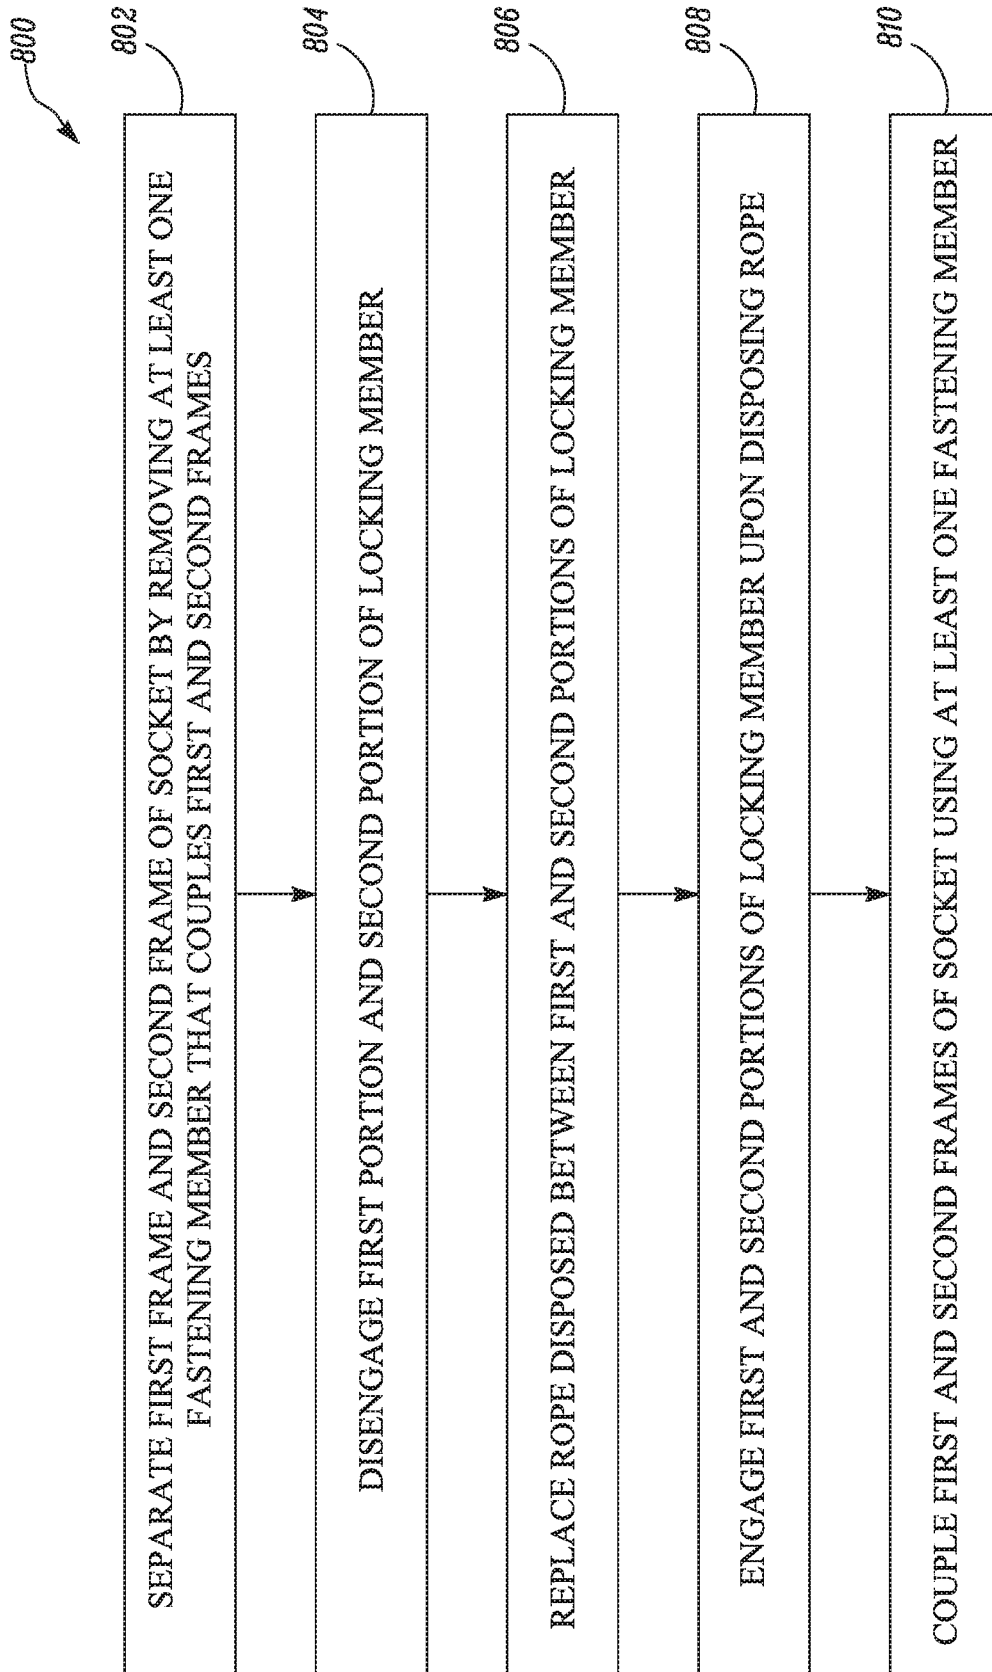 800
802
SEPARATE FIRST FRAME AND SECOND FRAME OF SOCKET BY REMOVING AT LEAST ONE
FASTENING MEMBER THAT COUPLES FIRST AND SECOND FRAMES
804
DISENGAGE FIRST PORTION AND SECOND PORTION OF LOCKING MEMBER
806
REPLACE ROPE DISPOSED BETWEEN FIRST AND SECOND PORTIONS OF LOCKING MEMBER
808
ENGAGE FIRST AND SECOND PORTIONS OF LOCKING MEMBER UPON DISPOSING ROPE
810
COUPLE FIRST AND SECOND FRAMES OF SOCKET USING AT LEAST ONE FASTENING MEMBER